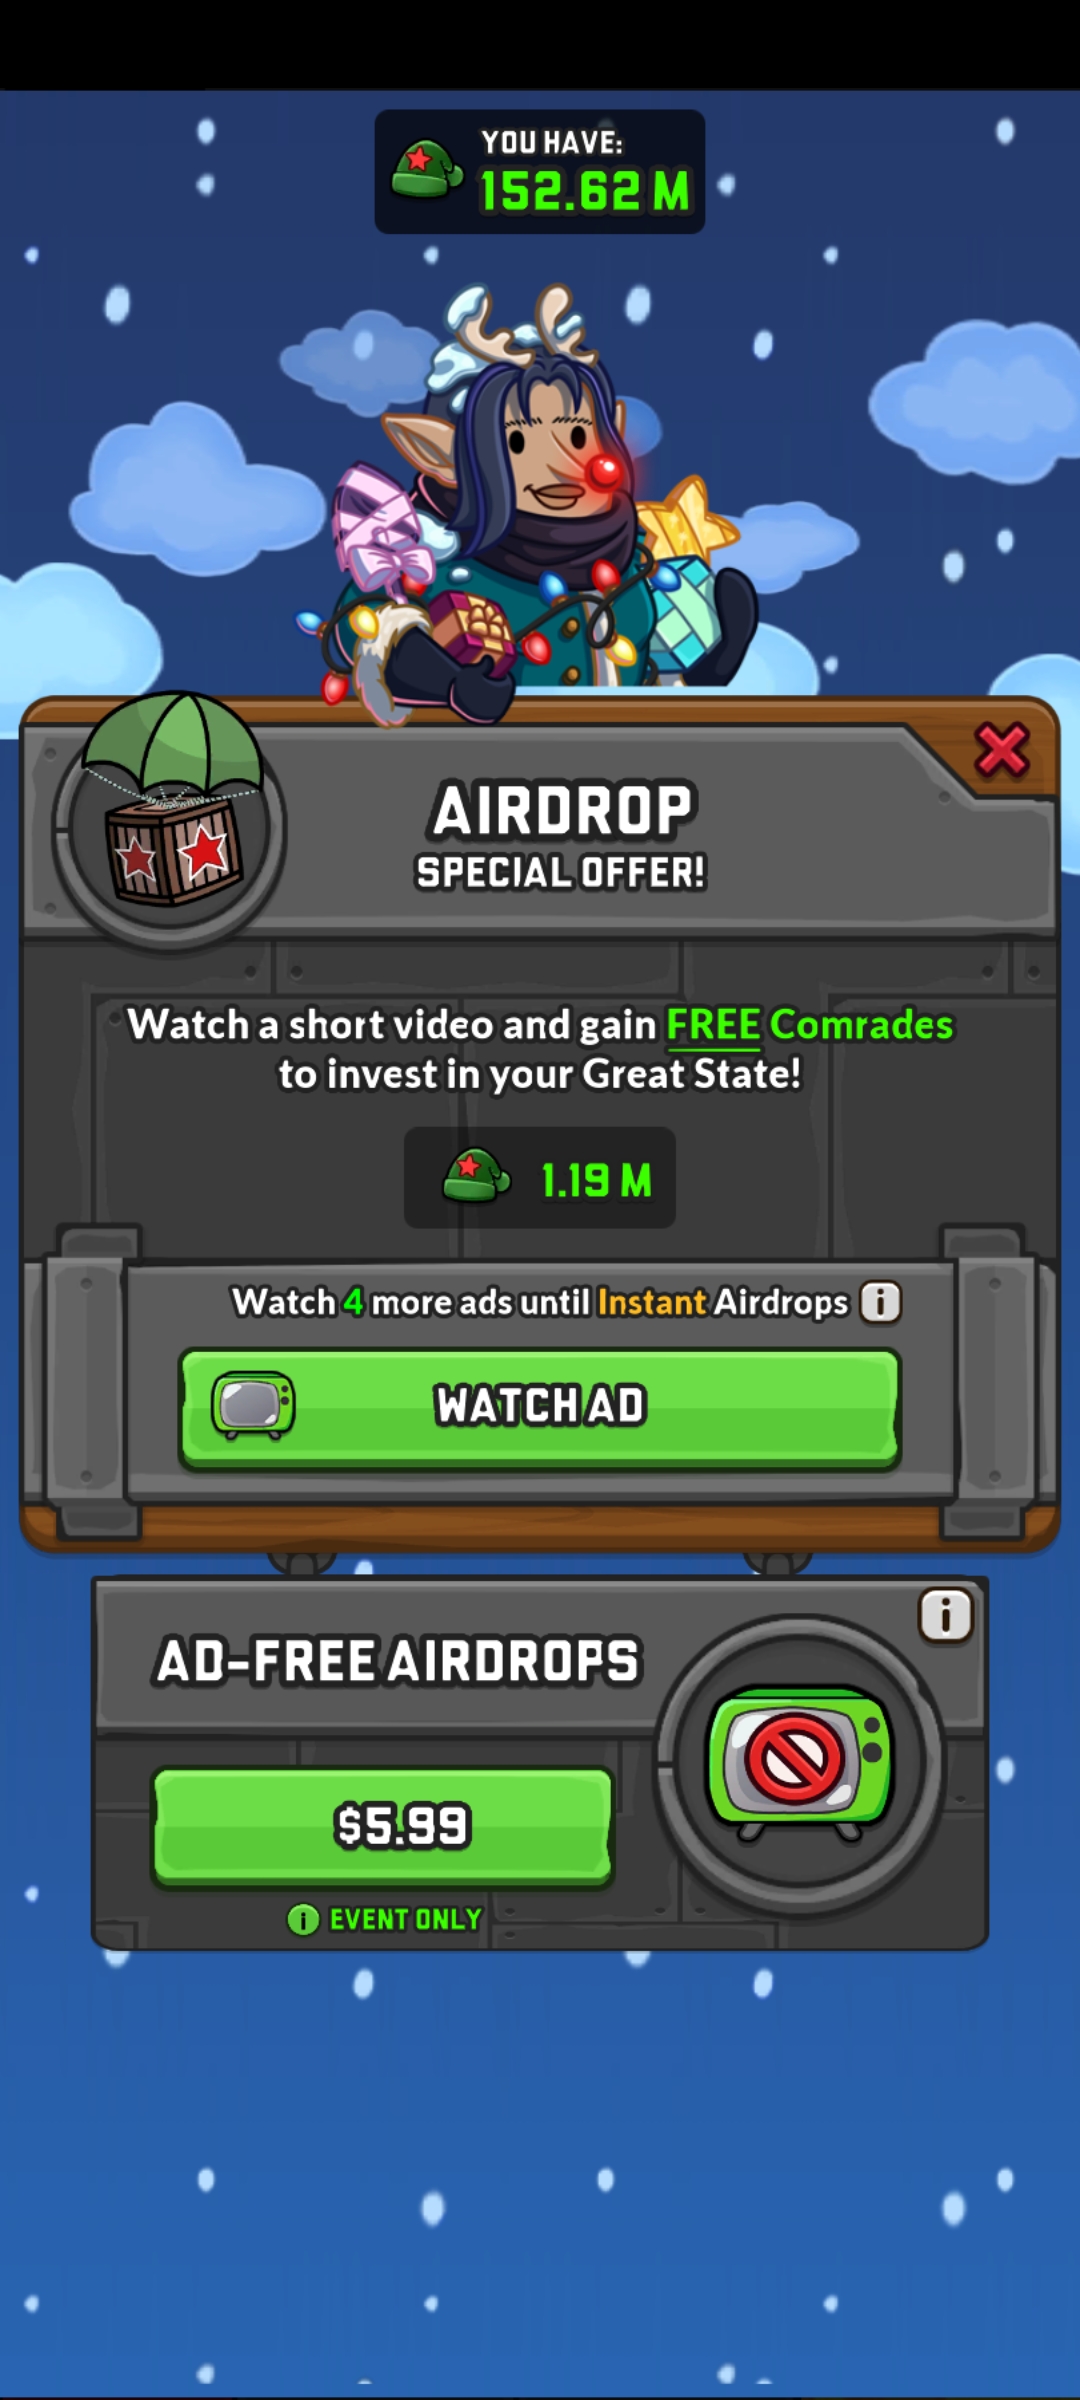 YOU HAVE:
152.62 M
AIRDROP
SPECIAL OFFER!
Watch a short video and gain FREE Comrades
to invest in your Great State!
1.19 M
Watch 4 more ads until Instant Airdrops i
WATCH AD
i
AD-FREE AIRDROPS
$5.99
i EVENT ONLY